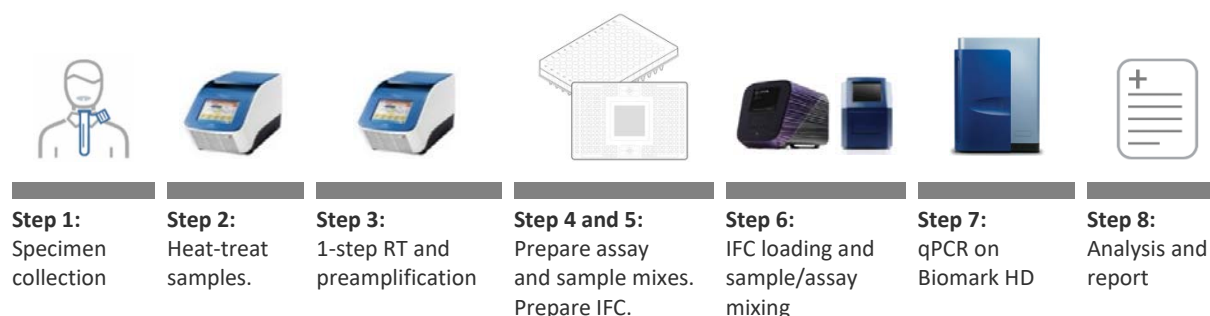 Step 1:
Specimen
collection
Step 2:
Heat-treat
samples.
Step 3:
1-step RT and
preamplification
Step 4 and 5:
Prepare assay
and sample mixes.
Prepare IFC.
Step 6:
IFC loading and
sample/assay
mixing
Step 7:
qPCR on
Biomark HD
Step 8:
Analysis and
report